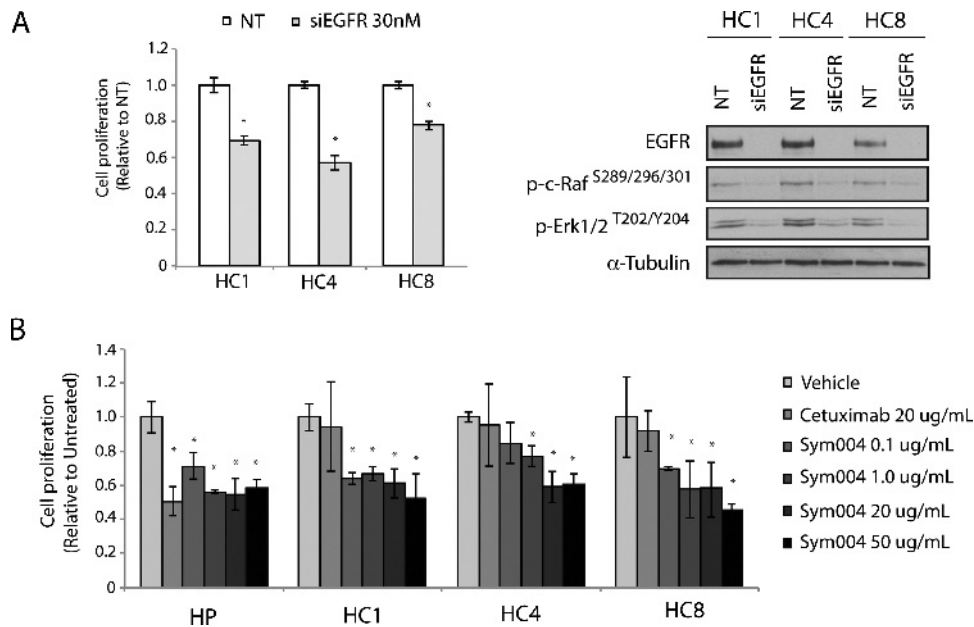 A
NT siEGFR 30nM
Cell proliferation
(Relative to NT)
1.2
1.0
0.8
0.6
0.4
0.2
0
* * *
HC1 HC4 HC8
HC1 HC4 HC8
NT siEGFR NT siEGFR NT siEGFR
EGFR
p-c-Raf S289/296/301
p-Erk1/2 T202/Y204
α-Tubulin
B
Cell proliferation
(Relative to Untreated)
1.4
1.2
1.0
0.8
0.6
0.4
0.2
0
* * * * * * * * * * * * * * * *
HP HC1 HC4 HC8
Vehicle
Cetuximab 20 ug/mL
Sym004 0.1 ug/mL
Sym004 1.0 ug/mL
Sym004 20 ug/mL
Sym004 50 ug/mL